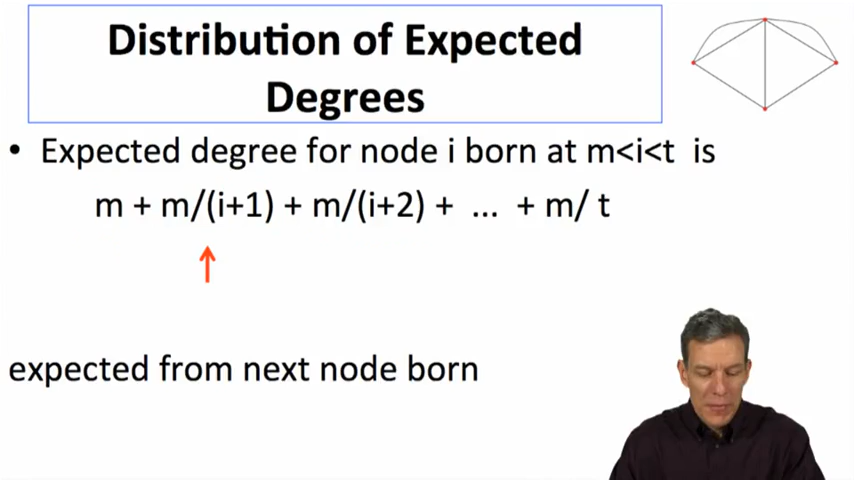 Distribution of Expected
Degrees
• Expected degree for node i born at m<i<t is
m + m/(i+1) + m/(i+2) + ... + m/ t
expected from next node born